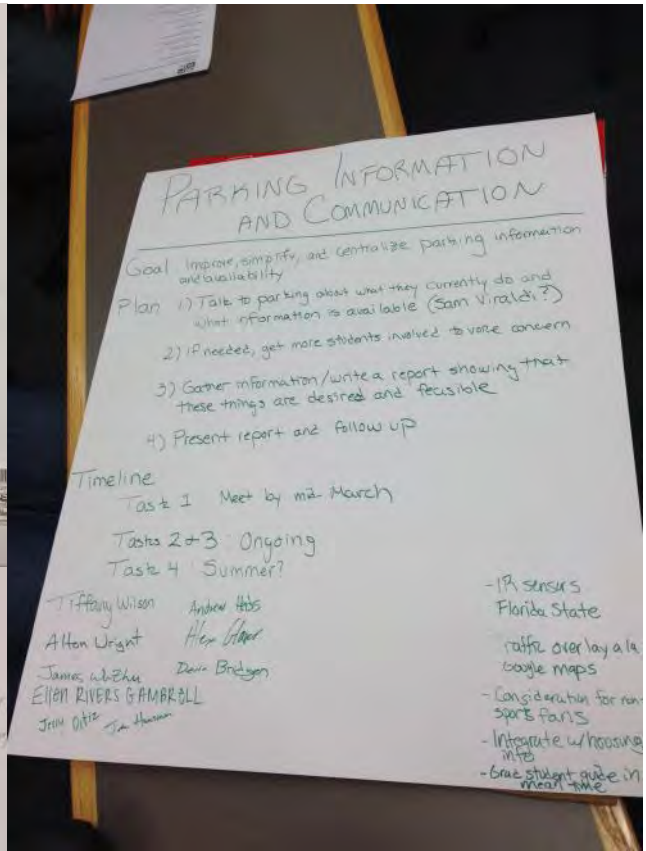 PARKING INFORMATION
AND COMMUNICATION
Goal Improve, simplify, and centralize parking information
and availability
Plan 1) Talk to parking about what they currently do and
what information is available (Sam Viraldi?)
2) If needed, get more students involved to voice concern
3) Gather information/write a report showing that
these things are desired and feasible
4) Present report and follow up
Timeline
Task 1 Meet by mid-March
Tasks 2+3: Ongoing
Task 4 Summer?
Tiffany Wilson Andrew
Alton Wright
James Devin Bridgen
Ellen RIVERS GAMBRELL
Jerry Ortiz
-IR sensors
Florida State
traffic overlay a la
Google maps
-Consideration for non-
sports fans
-Integrate w/housing
info
-Grad student guide in
mean time